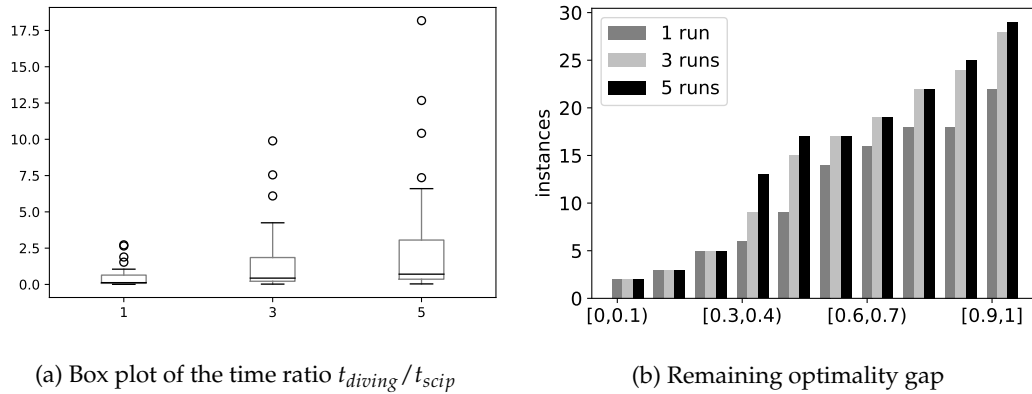 17.5
15.0
12.5
10.0
7.5
5.0
2.5
0.0
1 3 5
(a) Box plot of the time ratio t_diving/t_scip
30
25
20
15
10
5
0
instances
1 run
3 runs
5 runs
[0,0.1) [0.3,0.4) [0.6,0.7) [0.9,1]
(b) Remaining optimality gap